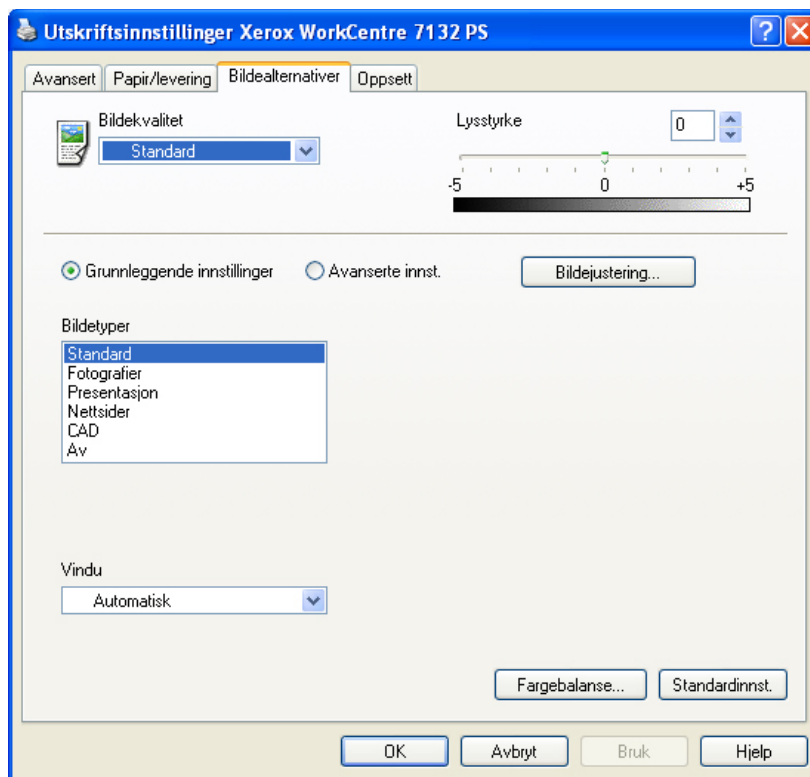 Utskriftsinnstillinger Xerox WorkCentre 7132 PS
Avansert Papir/levering Bildealternativer Oppsett
Bildekvalitet
Standard
Lysstyrke 0
-5 0 +5
Grunnleggende innstillinger Avanserte innst. Bildejustering...
Bildetyper
Standard
Fotografier
Presentasjon
Nettsider
CAD
Av
Vindu
Automatisk
Fargebalanse... Standardinnst.
OK Avbryt Bruk Hjelp